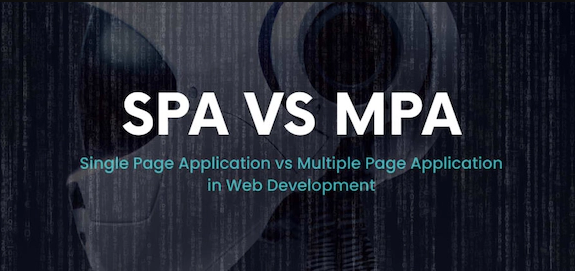 SPA VS MPA
Single Page Application vs Multiple Page Application
in Web Development